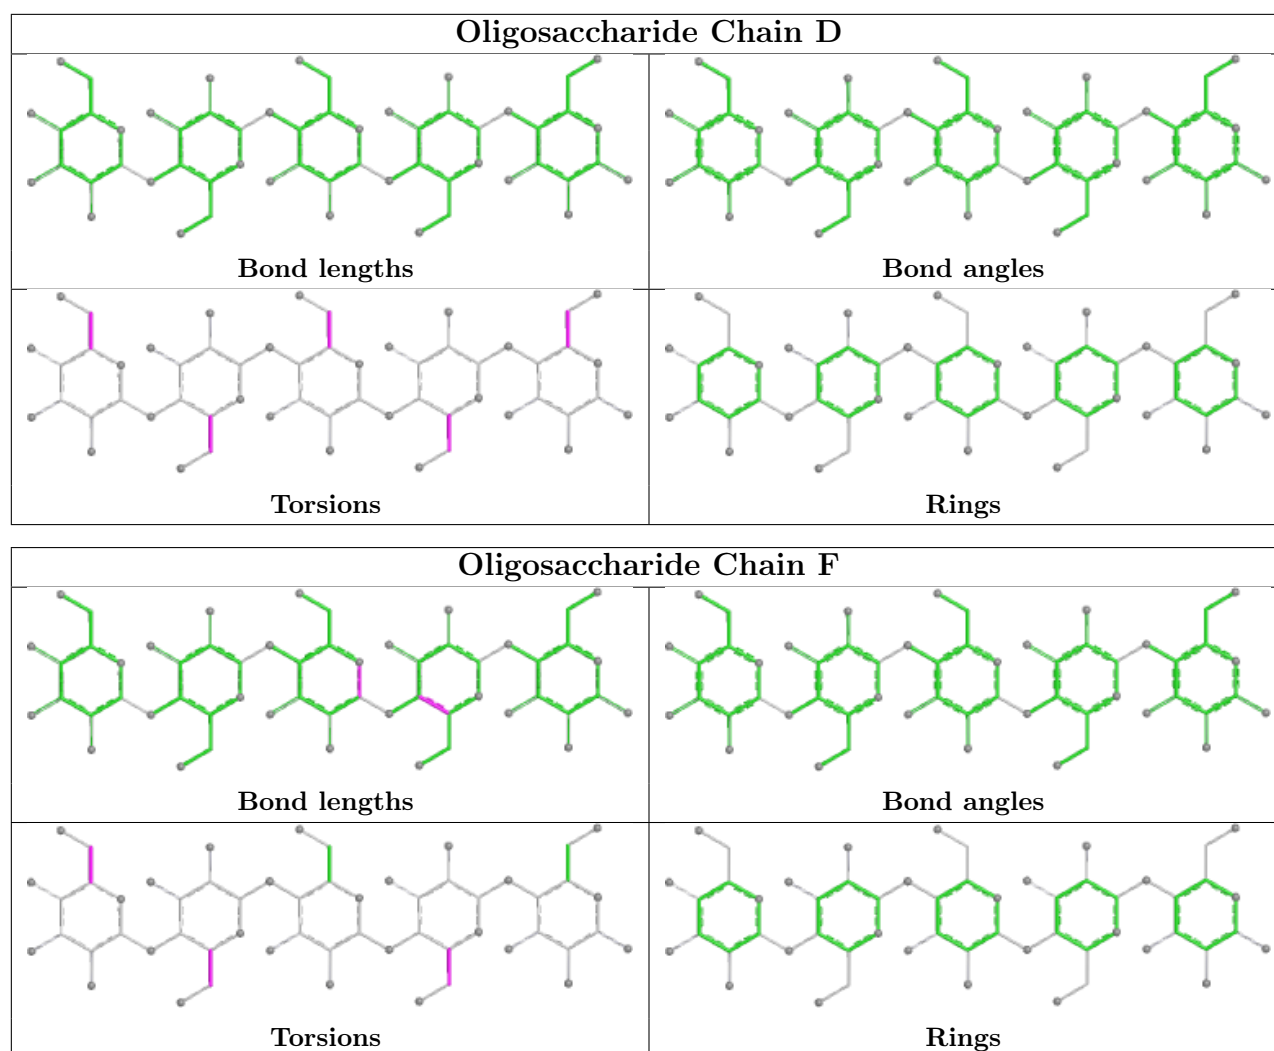 Oligosaccharide Chain D
Bond lengths
Bond angles
Torsions
Rings
Oligosaccharide Chain F
Bond lengths
Bond angles
Torsions
Rings